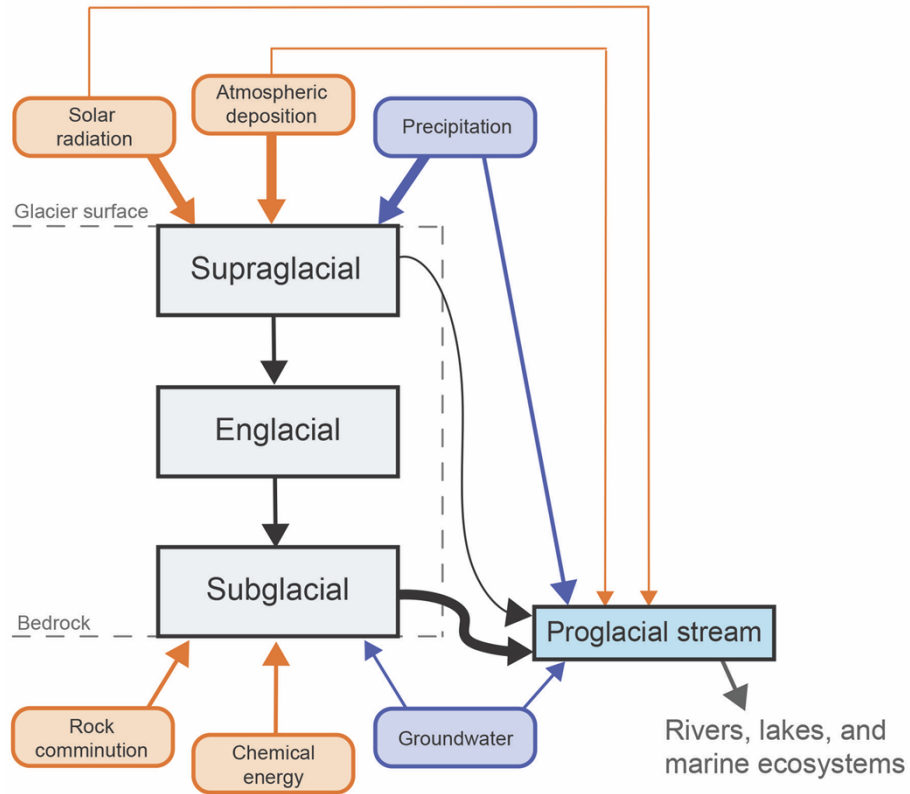 Solar
radiation
Atmospheric
deposition
Precipitation
Glacier surface
Supraglacial
Englacial
Subglacial
Bedrock
Proglacial stream
Rock
comminution
Chemical
energy
Groundwater
Rivers, lakes, and
marine ecosystems